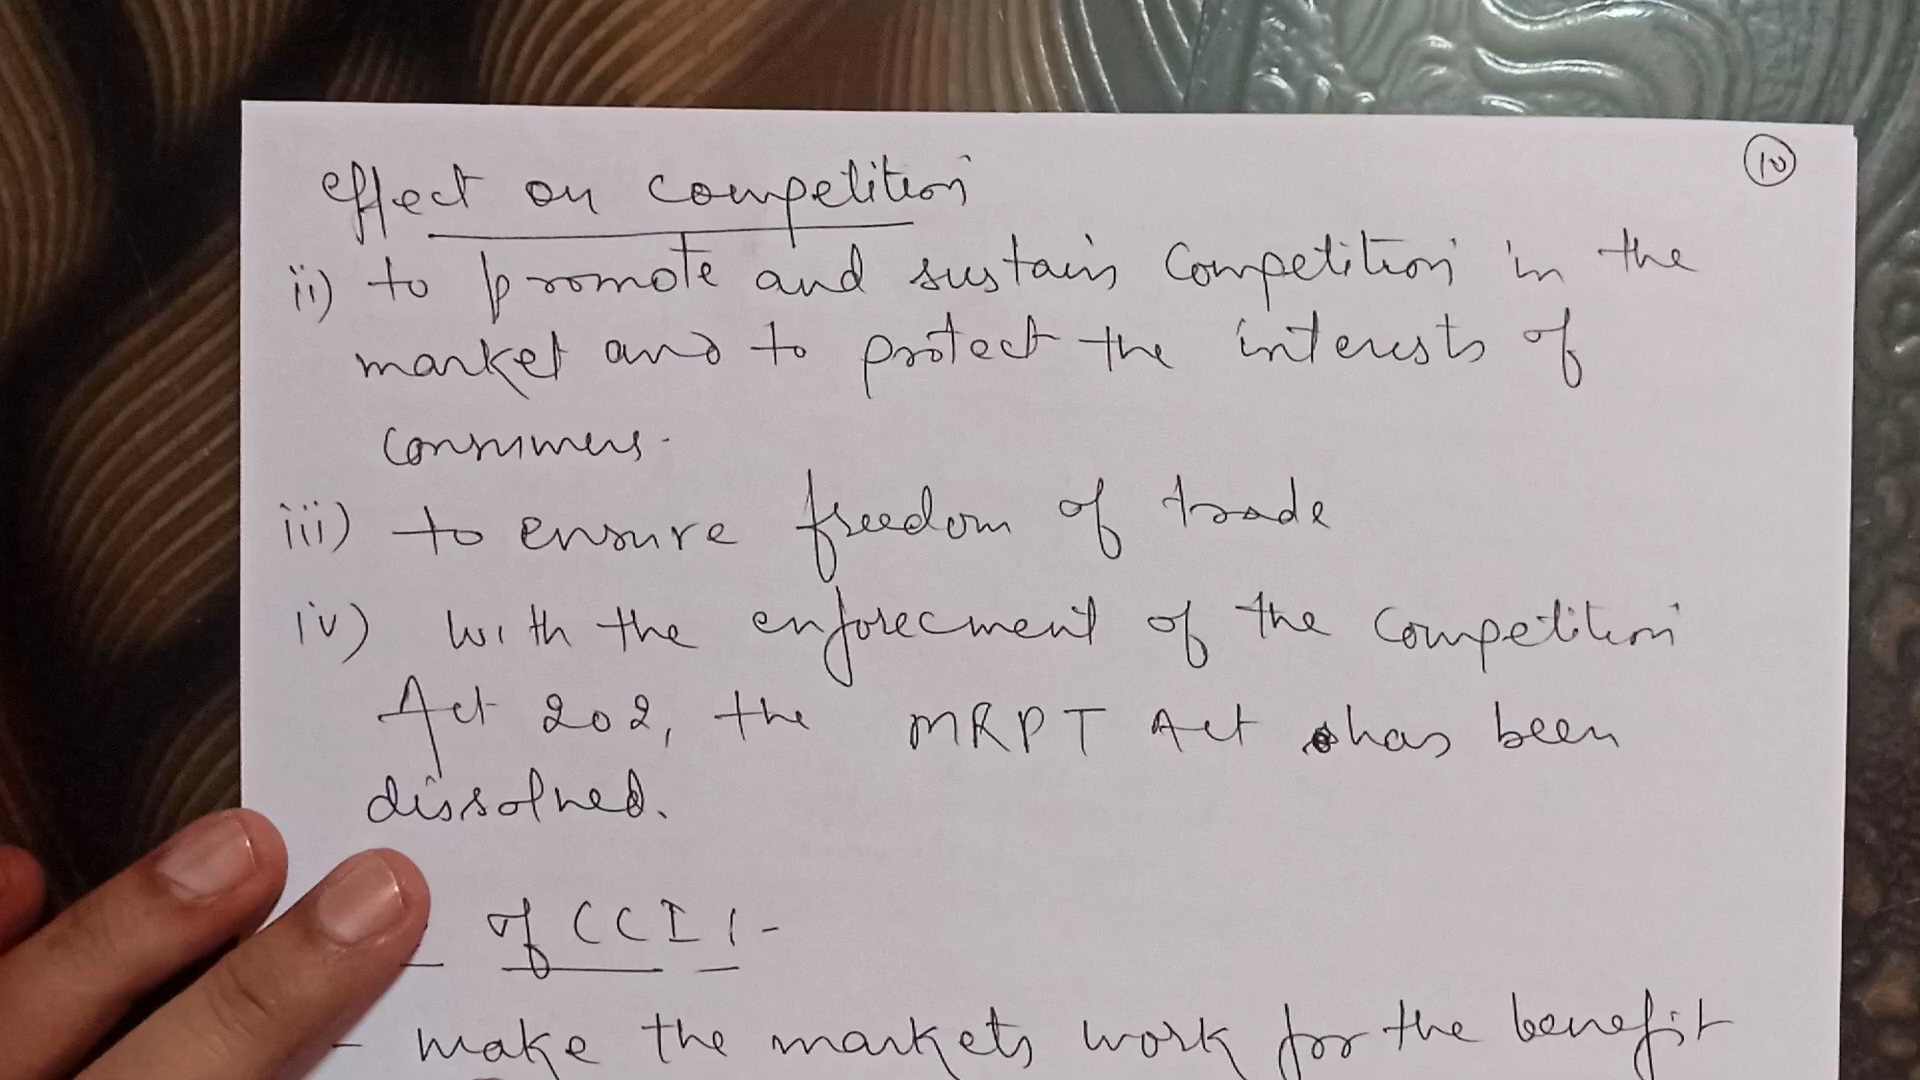 10
effect on competition
ii) to promote and sustain competition in the
market and to protect the interests of
consumers.
iii) to ensure freedom of trade
iv) with the enforecment of the competition
Act 202, the MRPT Act has been
dissolved.
of CCI :-
make the markets work for the benefit